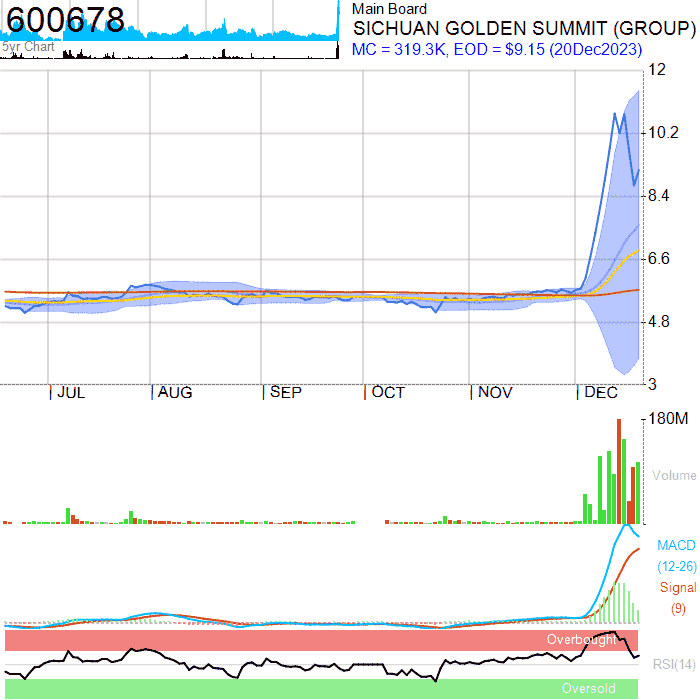 600678
5yr Chart
Main Board
SICHUAN GOLDEN SUMMIT (GROUP)
MC = 319.3K, EOD = $9.15 (20Dec2023)
12
10.2
8.4
6.6
4.8
3
JUL
AUG
SEP
OCT
NOV
DEC
180M
Volume
MACD
(12-26)
Signal
(9)
Overbought
RSI(14)
Oversold